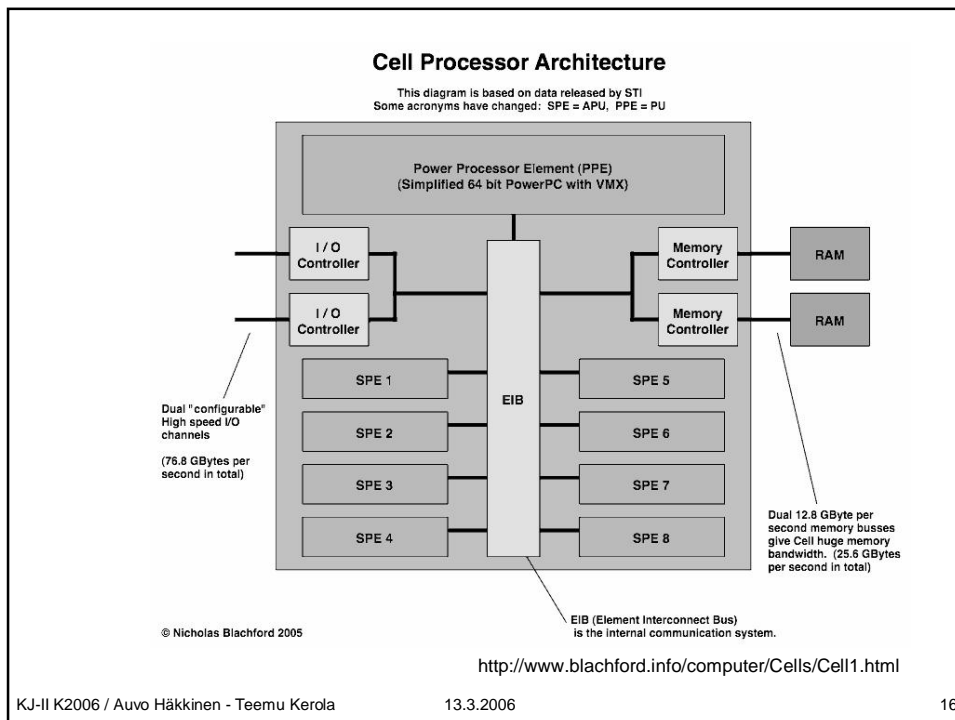 Cell Processor Architecture
This diagram is based on data released by STI
Some acronyms have changed: SPE = APU, PPE = PU
Power Processor Element (PPE)
(Simplified 64 bit PowerPC with VMX)
I / O
Controller
I / O
Controller
Memory
Controller
Memory
Controller
RAM
RAM
EIB
SPE 1
SPE 2
SPE 3
SPE 4
SPE 5
SPE 6
SPE 7
SPE 8
Dual "configurable"
High speed I/O
channels
(76.8 GBytes per
second in total)
Dual 12.8 GByte per
second memory busses
give Cell huge memory
bandwidth. (25.6 GBytes
per second in total)
EIB (Element Interconnect Bus)
is the internal communication system.
© Nicholas Blachford 2005
http://www.blachford.info/computer/Cells/Cell1.html
KJ-II K2006 / Auvo Häkkinen - Teemu Kerola 13.3.2006 16